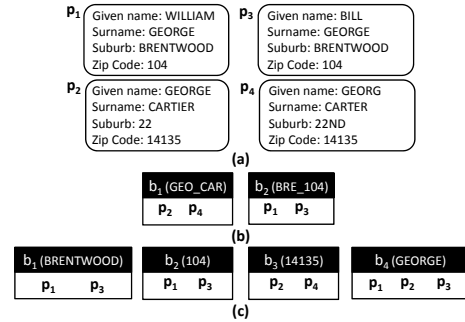 p1
Given name: WILLIAM
Surname: GEORGE
Suburb: BRENTWOOD
Zip Code: 104
p3
Given name: BILL
Surname: GEORGE
Suburb: BRENTWOOD
Zip Code: 104
p2
Given name: GEORGE
Surname: CARTIER
Suburb: 22
Zip Code: 14135
p4
Given name: GEORG
Surname: CARTER
Suburb: 22ND
Zip Code: 14135
(a)
b1 (GEO_CAR)
p2 p4
b2 (BRE_104)
p1 p3
(b)
b1 (BRENTWOOD)
p1 p3
b2 (104)
p1 p3
b3 (14135)
p2 p4
b4 (GEORGE)
p1 p2 p3
(c)